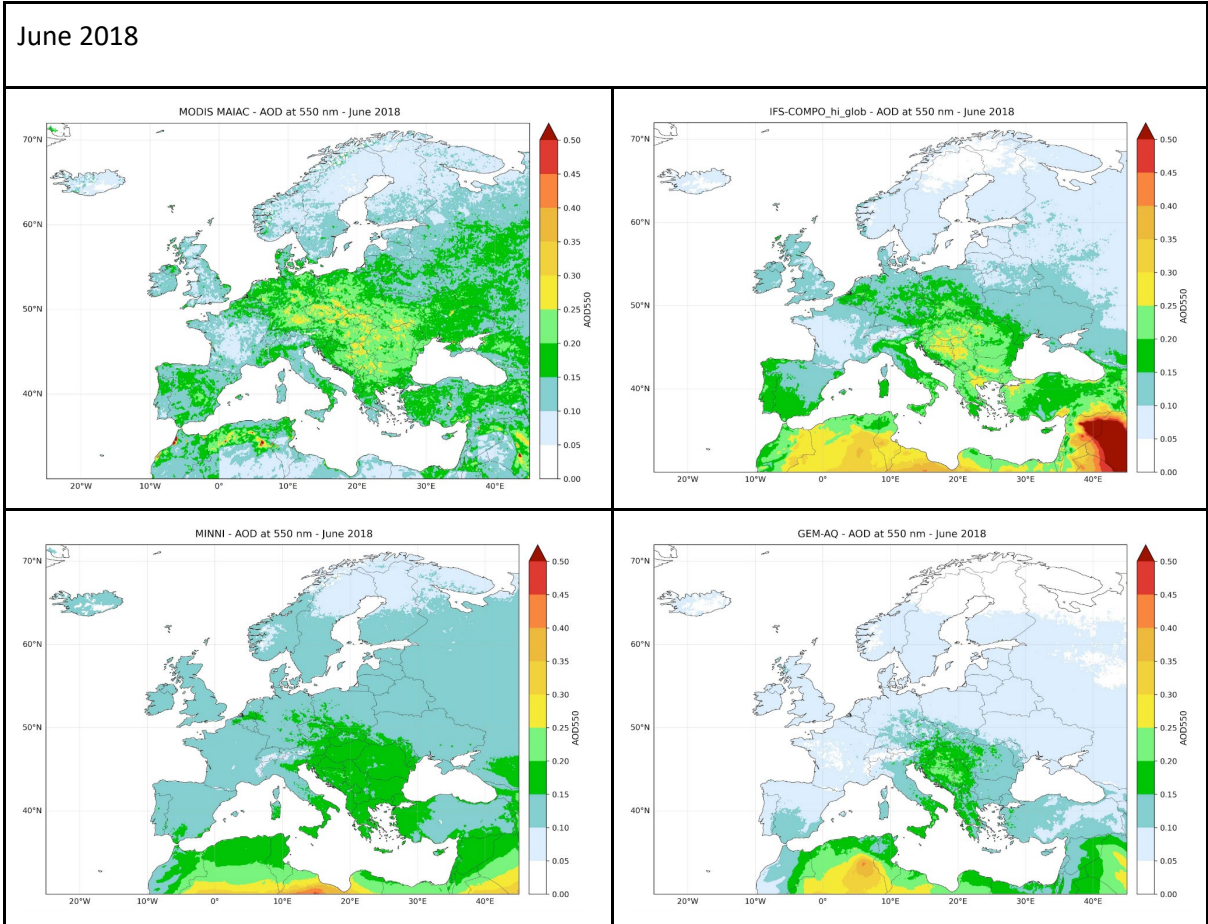 June 2018
MODIS MAIAC - AOD at 550 nm - June 2018
70°N
60°N
50°N
40°N
20°W
10°W
0°
10°E
20°E
30°E
40°E
0.50
0.45
0.40
0.35
0.30
0.25
0.20
0.15
0.10
0.05
0.00
AOD550
IFS-COMPO_hi_glob - AOD at 550 nm - June 2018
70°N
60°N
50°N
40°N
20°W
10°W
0°
10°E
20°E
30°E
40°E
0.50
0.45
0.40
0.35
0.30
0.25
0.20
0.15
0.10
0.05
0.00
AOD550
MINNI - AOD at 550 nm - June 2018
70°N
60°N
50°N
40°N
20°W
10°W
0°
10°E
20°E
30°E
40°E
0.50
0.45
0.40
0.35
0.30
0.25
0.20
0.15
0.10
0.05
0.00
AOD550
GEM-AQ - AOD at 550 nm - June 2018
70°N
60°N
50°N
40°N
20°W
10°W
0°
10°E
20°E
30°E
40°E
0.50
0.45
0.40
0.35
0.30
0.25
0.20
0.15
0.10
0.05
0.00
AOD550